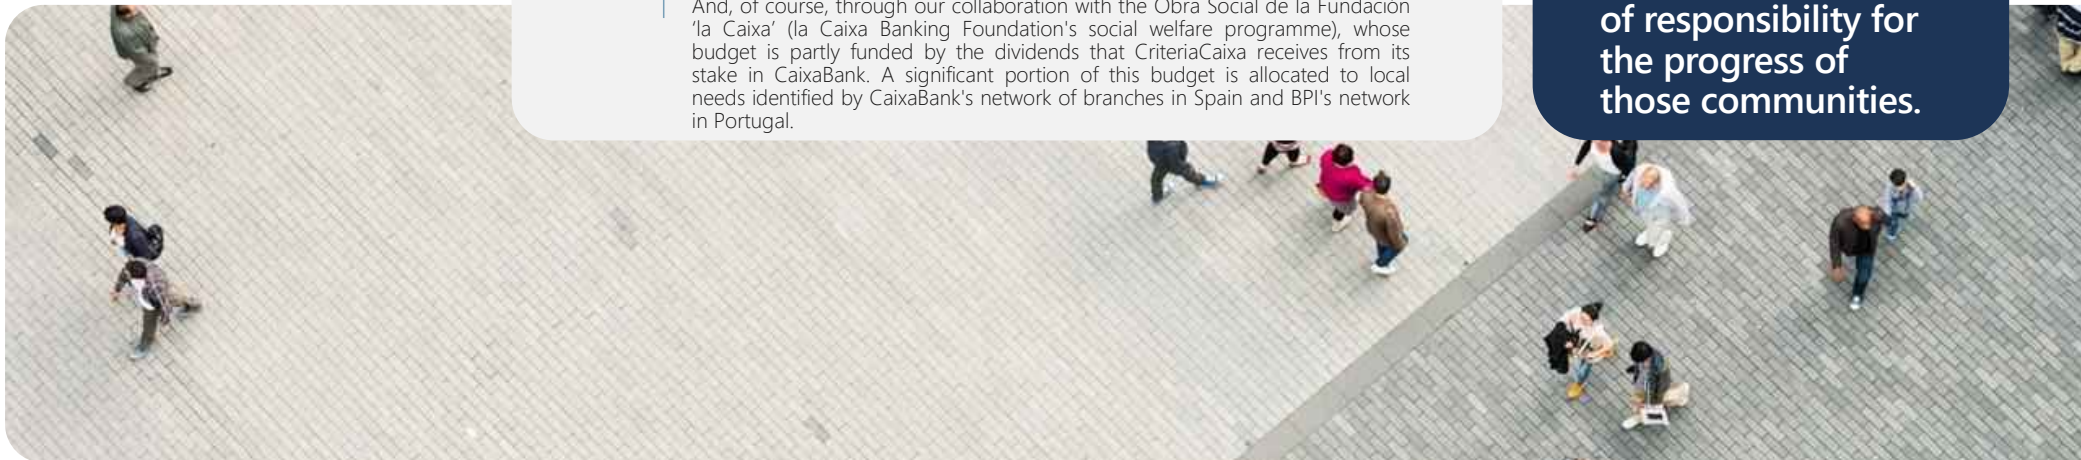 And, of course, through our collaboration with the Obra Social de la Fundación
‘la Caixa’ (la Caixa Banking Foundation's social welfare programme), whose
budget is partly funded by the dividends that CriteriaCaixa receives from its
stake in CaixaBank. A significant portion of this budget is allocated to local
needs identified by CaixaBank's network of branches in Spain and BPI's network
in Portugal.
of responsibility for
the progress of
those communities.